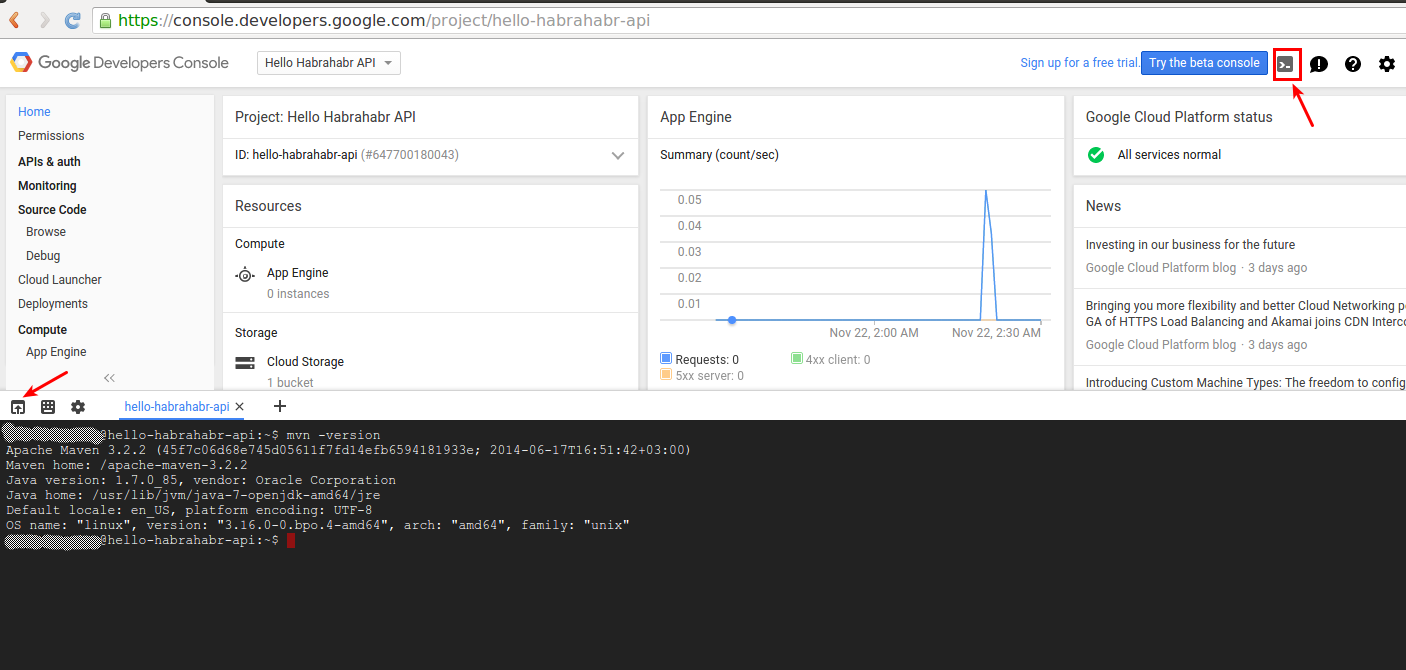 https://console.developers.google.com/project/hello-habrahabr-api
Google Developers Console
Hello Habrahabr API
Sign up for a free trial.
Try the beta console
Home
Permissions
APIs & auth
Monitoring
Source Code
Browse
Debug
Cloud Launcher
Deployments
Compute
App Engine
Project: Hello Habrahabr API
ID: hello-habrahabr-api (#647700180043)
Resources
Compute
App Engine
0 instances
Storage
Cloud Storage
1 bucket
App Engine
Summary (count/sec)
0.05
0.04
0.03
0.02
0.01
Nov 22, 2:00 AM
Nov 22, 2:30 AM
Requests: 0
4xx client: 0
5xx server: 0
Google Cloud Platform status
All services normal
News
Investing in our business for the future
Google Cloud Platform blog · 3 days ago
Bringing you more flexibility and better Cloud Networking p
GA of HTTPS Load Balancing and Akamai joins CDN Interco
Google Cloud Platform blog · 3 days ago
Introducing Custom Machine Types: The freedom to config
hello-habrahabr-api
@hello-habrahabr-api:~$ mvn -version
Apache Maven 3.2.2 (45f7c06d68e745d05611f7fd14efb6594181933e; 2014-06-17T16:51:42+03:00)
Maven home: /apache-maven-3.2.2
Java version: 1.7.0_85, vendor: Oracle Corporation
Java home: /usr/lib/jvm/java-7-openjdk-amd64/jre
Default locale: en_US, platform encoding: UTF-8
OS name: "linux", version: "3.16.0-0.bpo.4-amd64", arch: "amd64", family: "unix"
@hello-habrahabr-api:~$